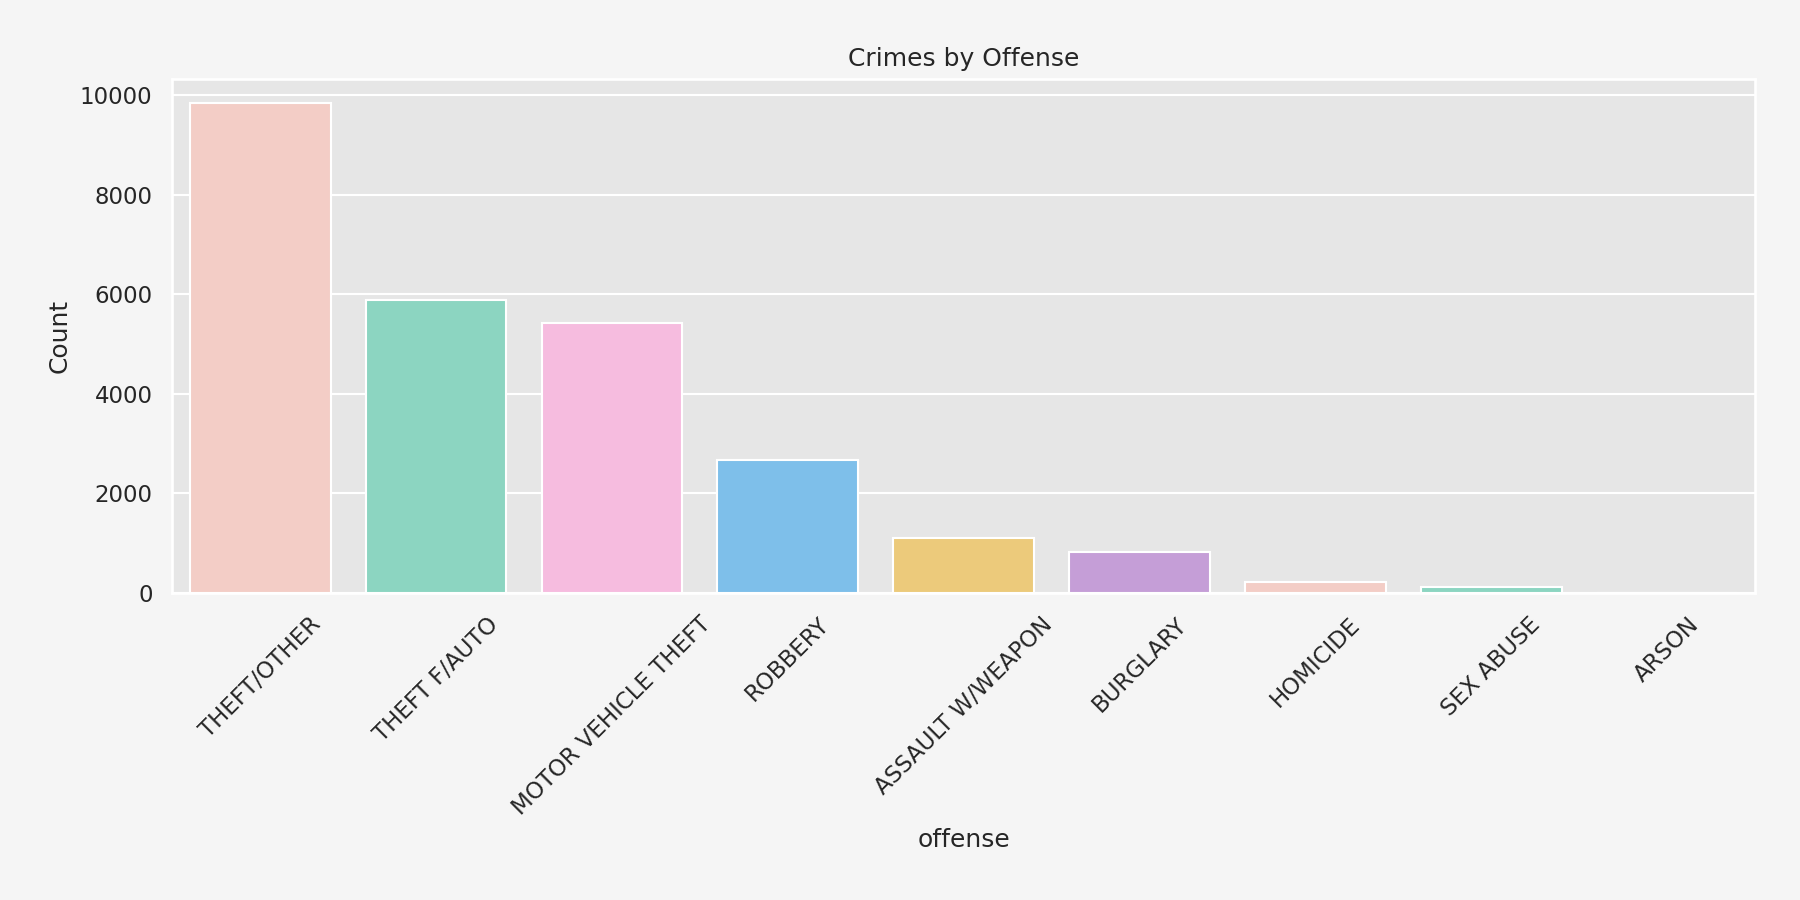 Crimes by Offense
Count
10000
8000
6000
4000
2000
0
THEFT/OTHER
THEFT F/AUTO
MOTOR VEHICLE THEFT
ROBBERY
ASSAULT W/WEAPON
BURGLARY
HOMICIDE
SEX ABUSE
ARSON
offense